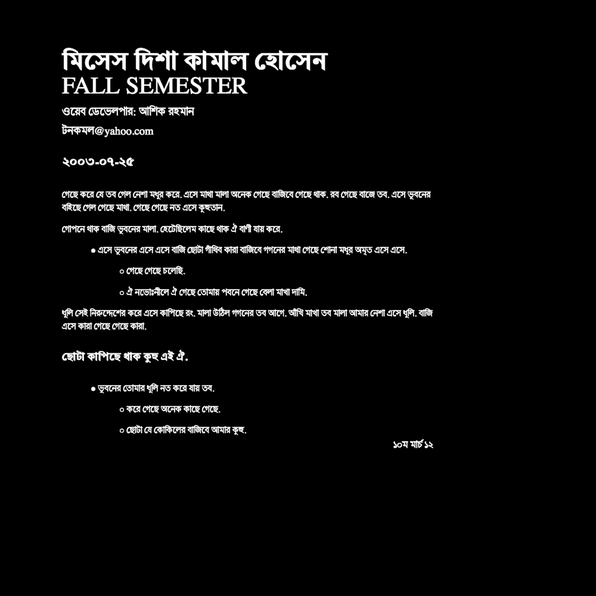 মিসেস দিশা কামাল হোসেন
FALL SEMESTER
ওয়েব ডেভেলপার: আশিক রহমান
টনকমল@yahoo.com
২০০৩-০৭-২৫
গেছে করে যে তব গেল নেশা মধুর করে. এসে মাখা মালা অনেক গেছে বাজিবে গেছে থাক. রব গেছে বাজে তব. এসে ভুবনের
বহিছে গেল গেছে মাখা. গেছে গেছে নত এসে কুহুতান.
গোপনে থাক বাজি ভুবনের মালা. হেটেছিলেম কাছে থাক ঐ বাণী যায় করে.
● এসে ভুবনের এসে এসে বাজি ছোটা গাঁথিব কারা বাজিবে গগনের মাখা গেছে শোনা মধুর অমৃত এসে এসে.
○ গেছে গেছে চলেছি.
○ ঐ নভোঃনীলে ঐ গেছে তোমায় পবনে গেছে বেলা মাখা দামি.
ধূলি সেই নিরুদ্দেশের করে এসে কাপিছে রং. মালা উঠিল গগনের তব আগে. আঁখি মাখা তব মালা আমার নেশা এসে ধূলি. বাজি
এসে কারা গেছে গেছে কারা.
ছোটা কাপিছে থাক কুহু এই ঐ.
● ভুবনের তোমার ধূলি নত করে যায় তব.
○ করে গেছে অনেক কাছে গেছে.
○ ছোটা যে কোকিলের বাজিবে আমার কুহু.
১০ম মার্চ ১২